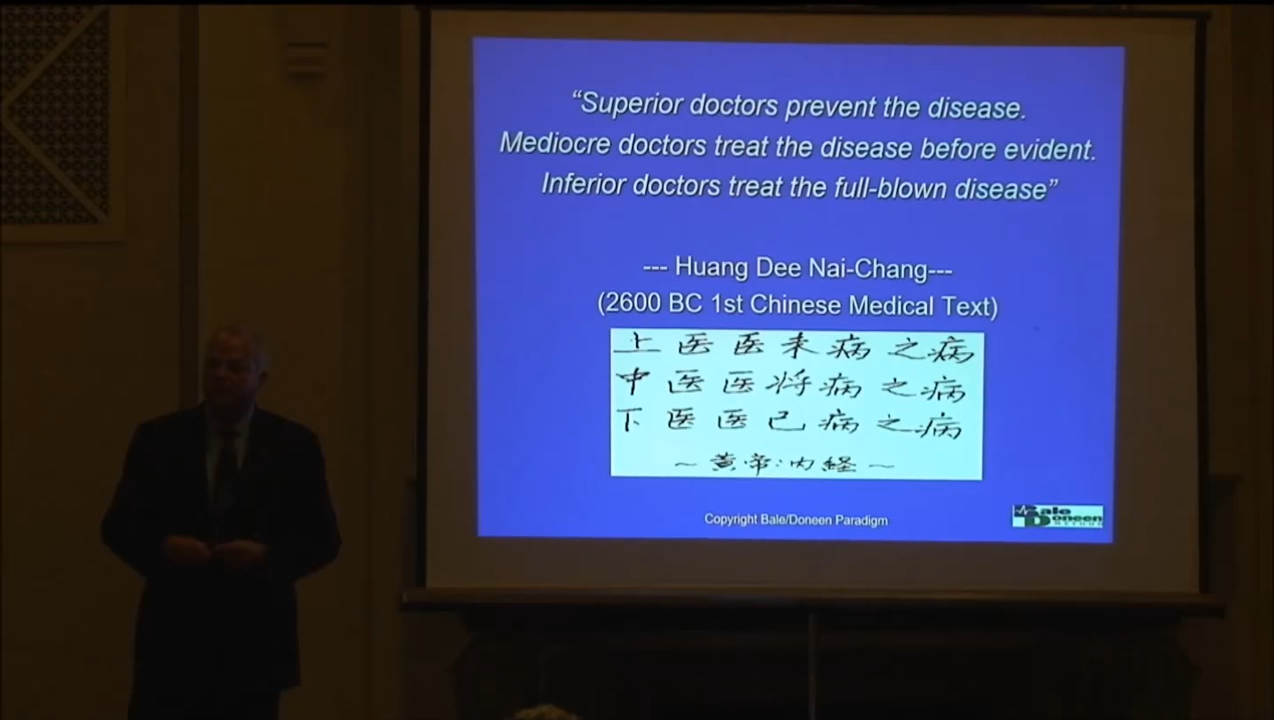 “Superior doctors prevent the disease.
Mediocre doctors treat the disease before evident.
Inferior doctors treat the full-blown disease”
--- Huang Dee Nai-Chang---
(2600 BC 1st Chinese Medical Text)
上医医未病之病
中医医将病之病
下医医已病之病
~黄帝:内経~
Copyright Bale/Doneen Paradigm
Bale
Doneen
METHOD